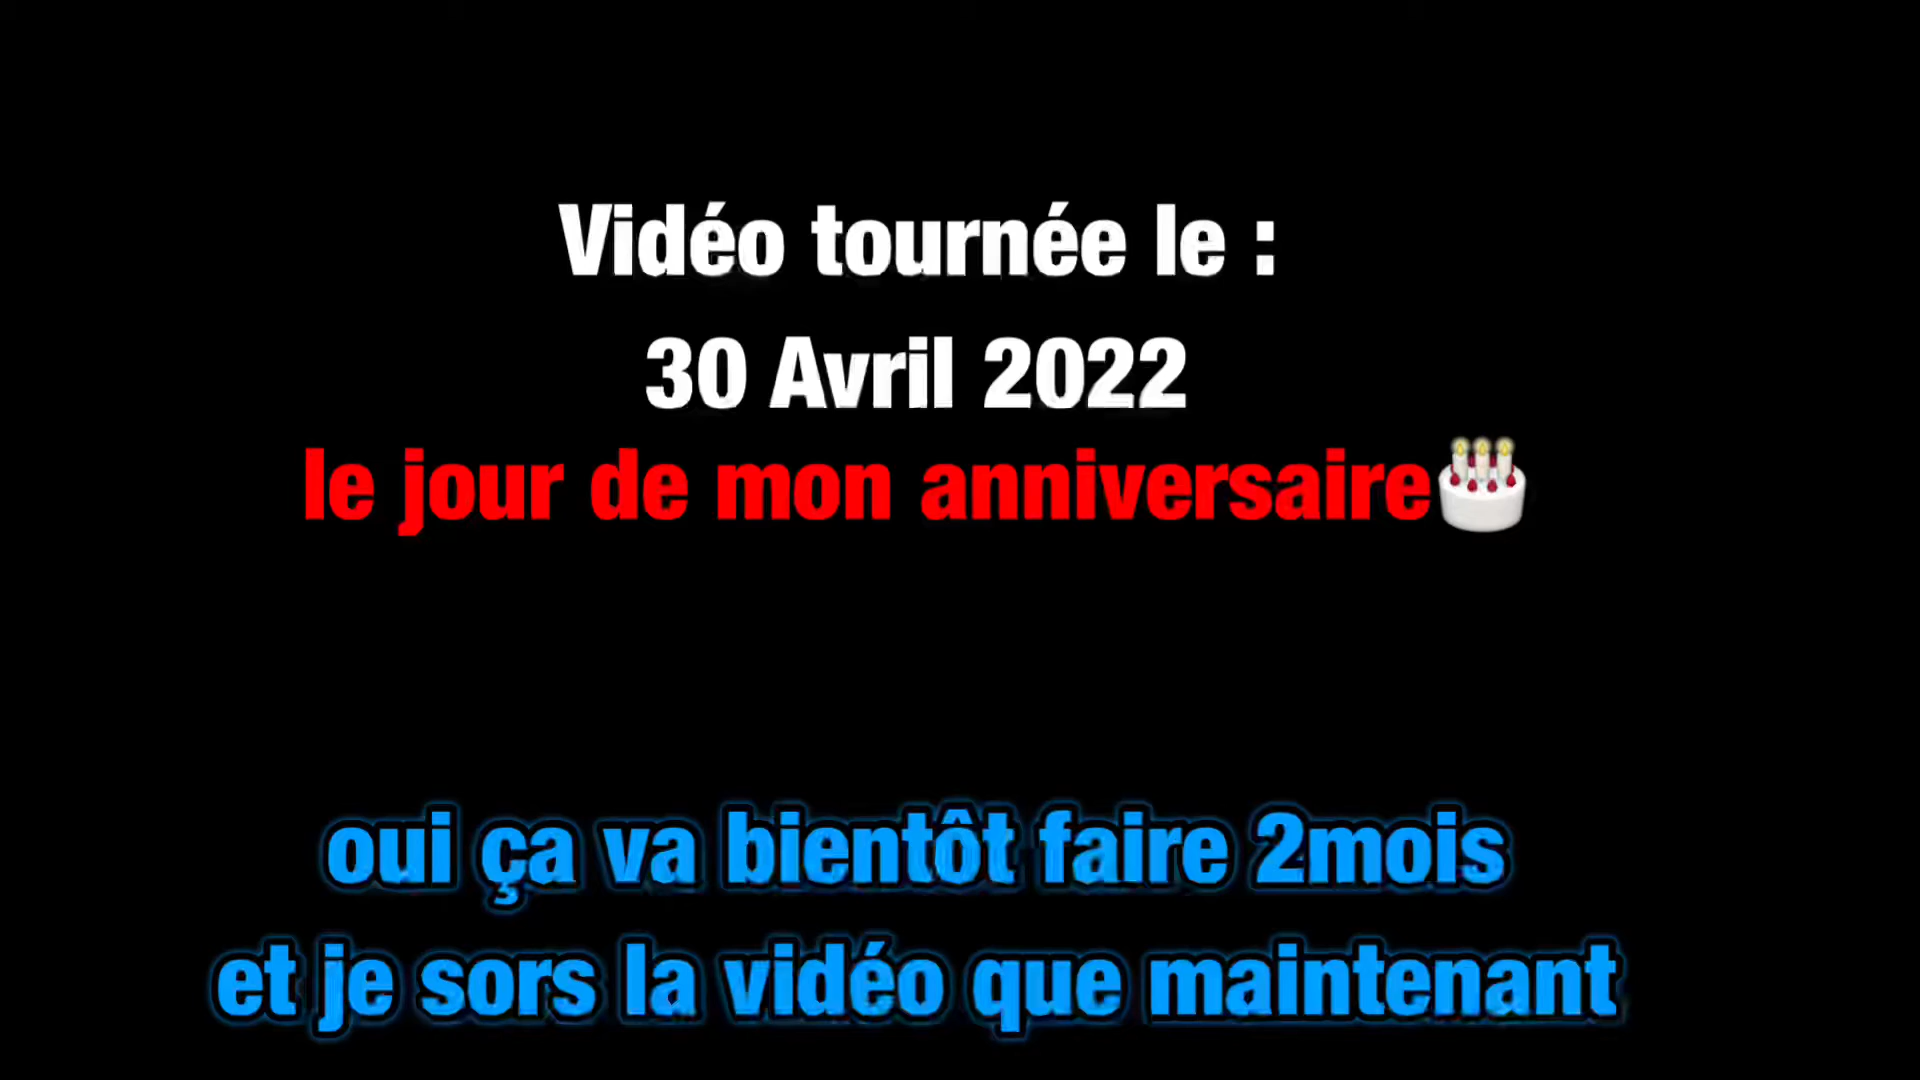 Vidéo tournée le :
30 Avril 2022
le jour de mon anniversaire🎂
oui ça va bientôt faire 2mois
et je sors la vidéo que maintenant